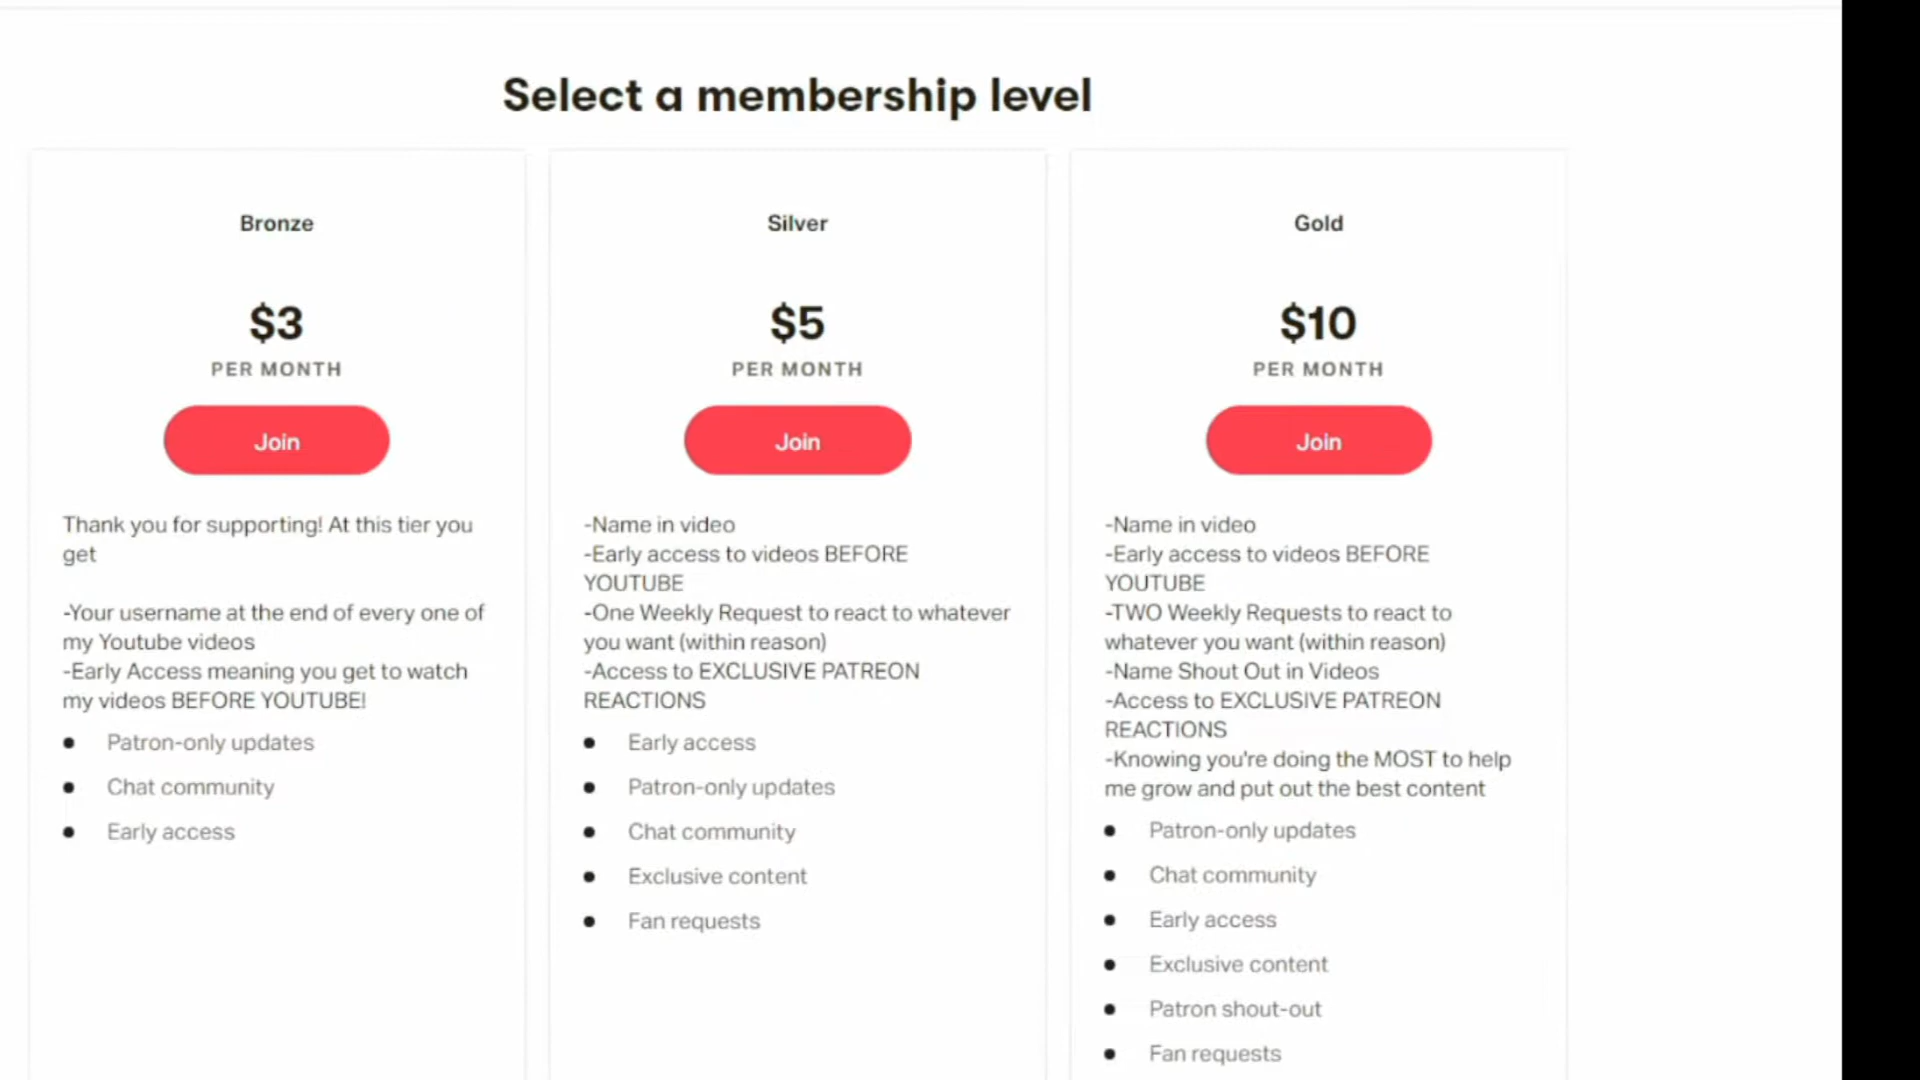 Select a membership level
Bronze
$3
PER MONTH
Join
Thank you for supporting! At this tier you
get
-Your username at the end of every one of
my Youtube videos
-Early Access meaning you get to watch
my videos BEFORE YOUTUBE!
Patron-only updates
Chat community
Early access
Silver
$5
PER MONTH
Join
-Name in video
-Early access to videos BEFORE
YOUTUBE
-One Weekly Request to react to whatever
you want (within reason)
-Access to EXCLUSIVE PATREON
REACTIONS
Early access
Patron-only updates
Chat community
Exclusive content
Fan requests
Gold
$10
PER MONTH
Join
-Name in video
-Early access to videos BEFORE
YOUTUBE
-TWO Weekly Requests to react to
whatever you want (within reason)
-Name Shout Out in Videos
-Access to EXCLUSIVE PATREON
REACTIONS
-Knowing you're doing the MOST to help
me grow and put out the best content
Patron-only updates
Chat community
Early access
Exclusive content
Patron shout-out
Fan requests